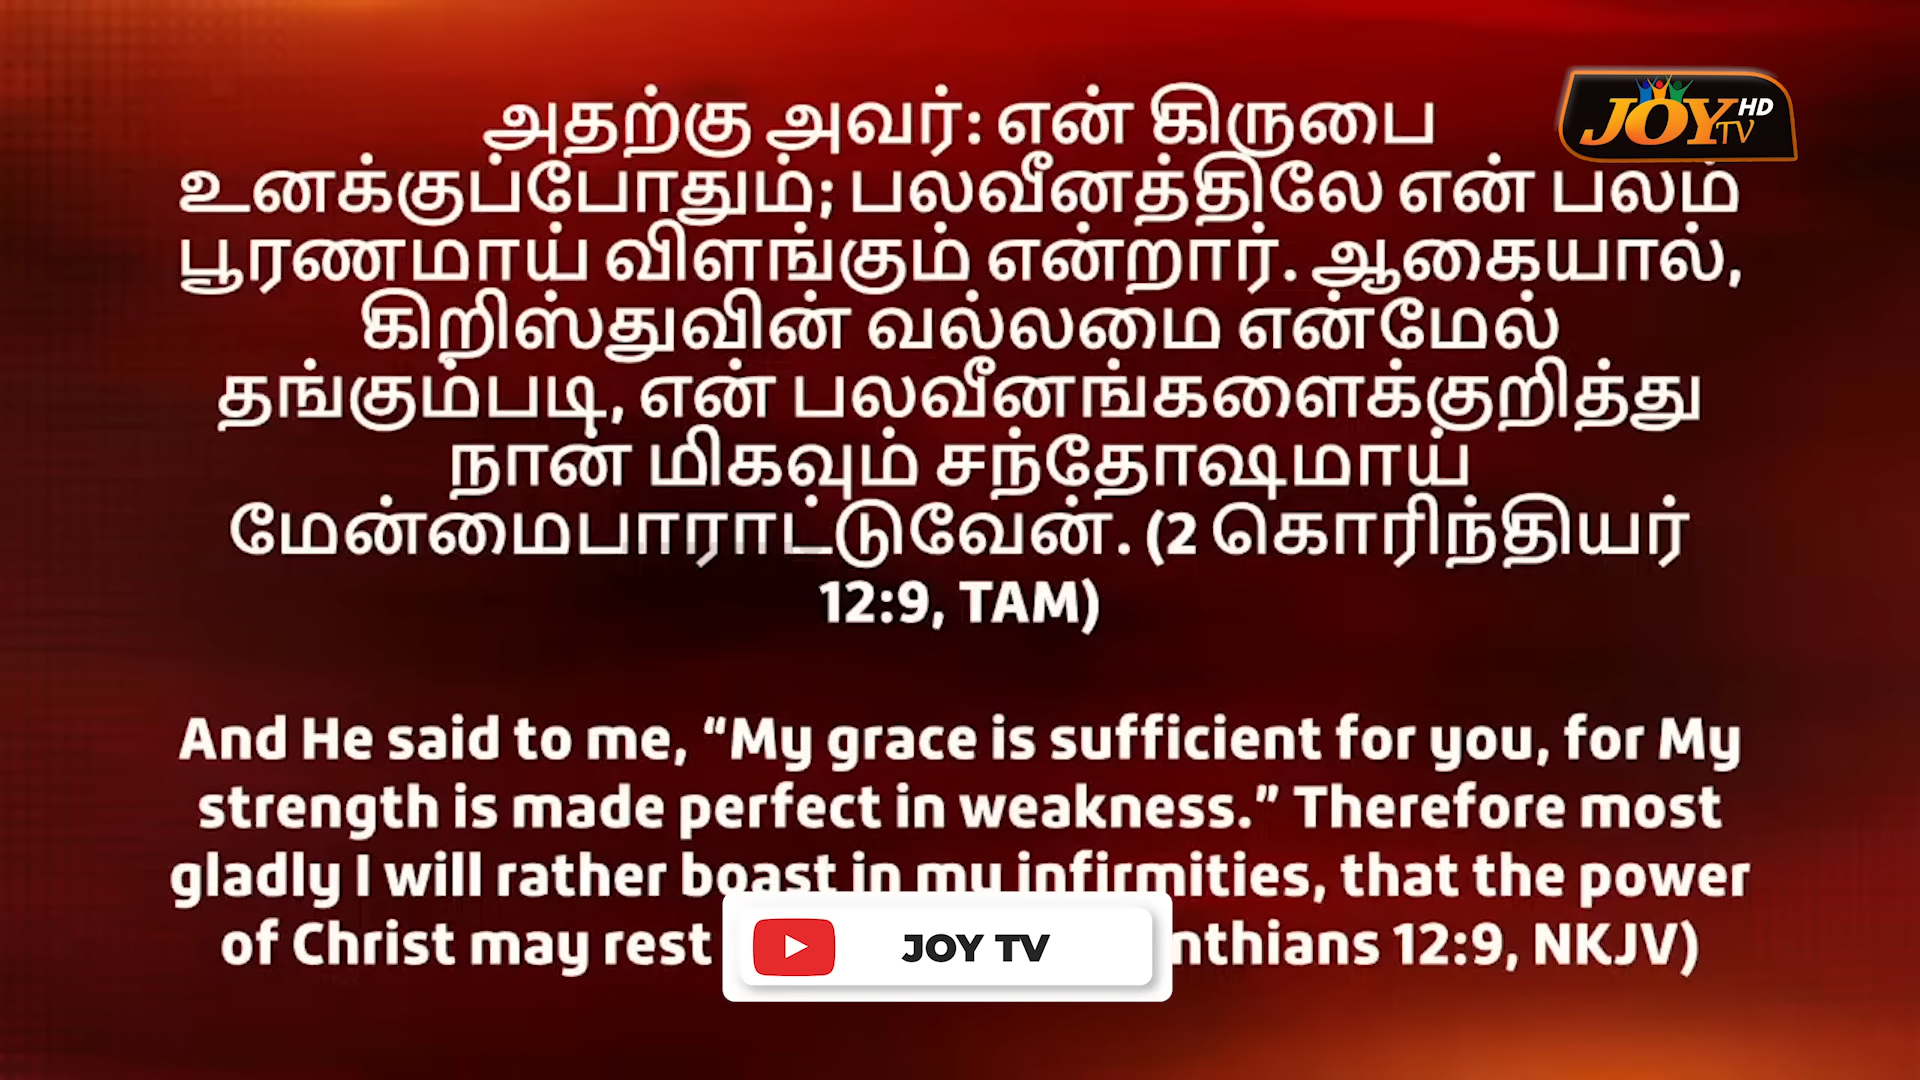 அதற்கு அவர்: என் கிருபை
உனக்குப்போதும்; பலவீனத்திலே என் பலம்
பூரணமாய் விளங்கும் என்றார். ஆகையால்,
கிறிஸ்துவின் வல்லமை என்மேல்
தங்கும்படி, என் பலவீனங்களைக்குறித்து
நான் மிகவும் சந்தோஷமாய்
மேன்மைபாராட்டுவேன். (2 கொரிந்தியர்
12:9, TAM)
And He said to me, “My grace is sufficient for you, for My
strength is made perfect in weakness.” Therefore most
gladly I will rather boast in my infirmities, that the power
of Christ may rest nthians 12:9, NKJV)
JOY TV HD
JOY TV